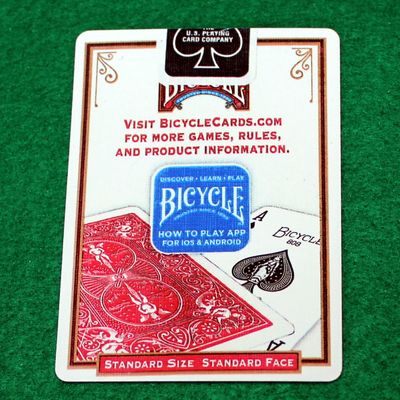 THE
U.S. PLAYING
CARD COMPANY
BICYCLE
VISIT BICYCLECARDS.COM
FOR MORE GAMES, RULES,
AND PRODUCT INFORMATION.
DISCOVER • LEARN • PLAY
BICYCLE
HOW TO PLAY APP
FOR IOS & ANDROID
A
BICYCLE
808
A
STANDARD SIZE STANDARD FACE